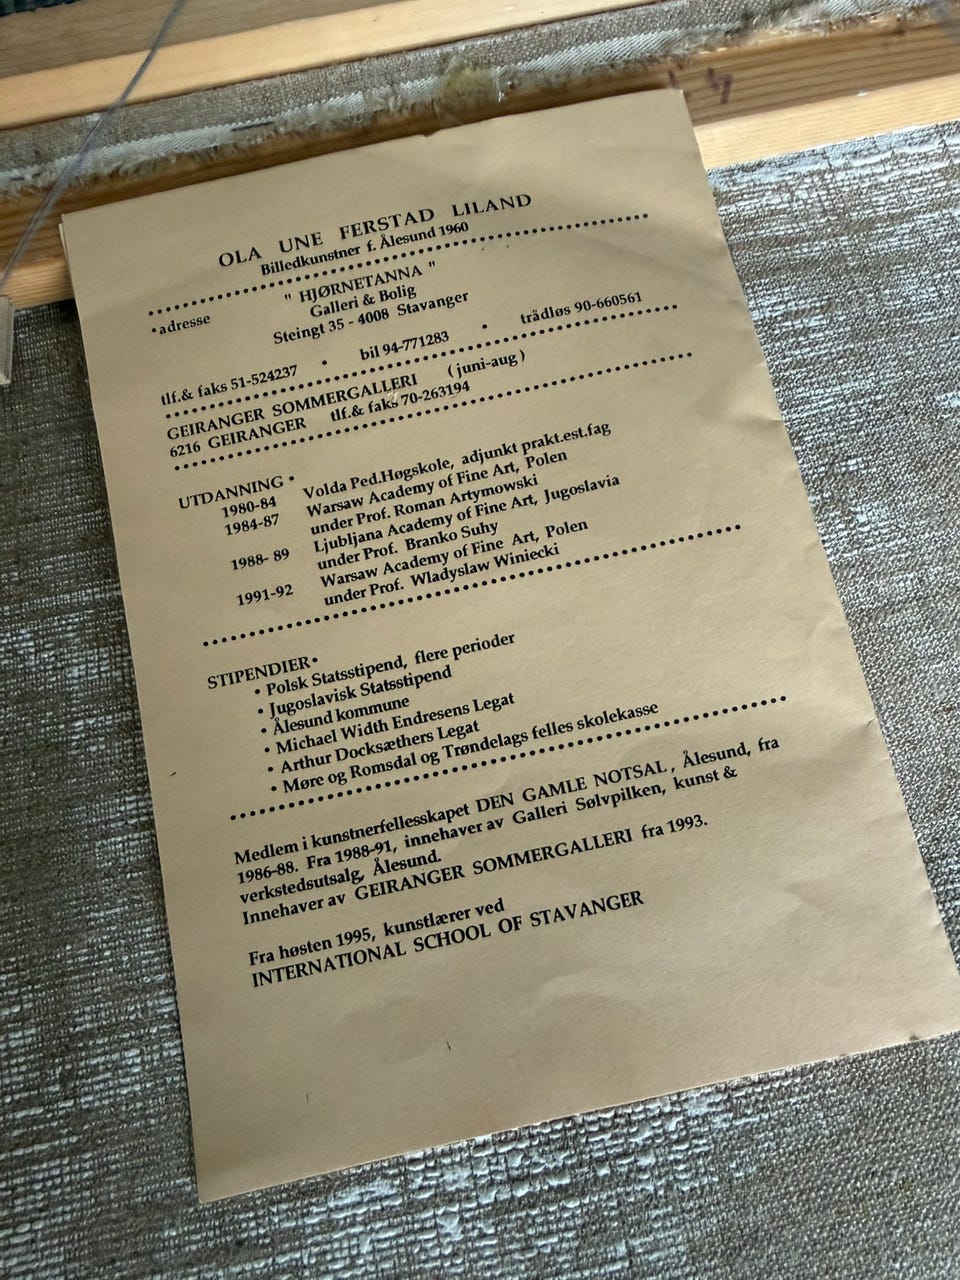 OLA UNE FERSTAD LILAND
Billedkunstner f. Ålesund 1960
•adresse
" HJØRNETANNA "
Galleri & Bolig
Steingt 35 - 4008 Stavanger
tlf.& faks 51-524237 • bil 94-771283 • trådløs 90-660561
GEIRANGER SOMMERGALLERI (juni-aug)
6216 GEIRANGER tlf.& faks 70-263194
UTDANNING •
1980-84 Volda Ped.Høgskole, adjunkt prakt.est.fag
1984-87 Warsaw Academy of Fine Art, Polen
under Prof. Roman Artymowski
1988- 89 Ljubljana Academy of Fine Art, Jugoslavia
under Prof. Branko Suhy
1991-92 Warsaw Academy of Fine Art, Polen
under Prof. Wladyslaw Winiecki
STIPENDIER•
• Polsk Statsstipend, flere perioder
• Jugoslavisk Statsstipend
• Ålesund kommune
• Michael Width Endresens Legat
• Arthur Docksæthers Legat
• Møre og Romsdal og Trøndelags felles skolekasse
Medlem i kunstnerfellesskapet DEN GAMLE NOTSAL, Ålesund, fra
1986-88. Fra 1988-91, innehaver av Galleri Sølvpilken, kunst &
verkstedsutsalg, Ålesund.
Innehaver av GEIRANGER SOMMERGALLERI fra 1993.
Fra høsten 1995, kunstlærer ved
INTERNATIONAL SCHOOL OF STAVANGER